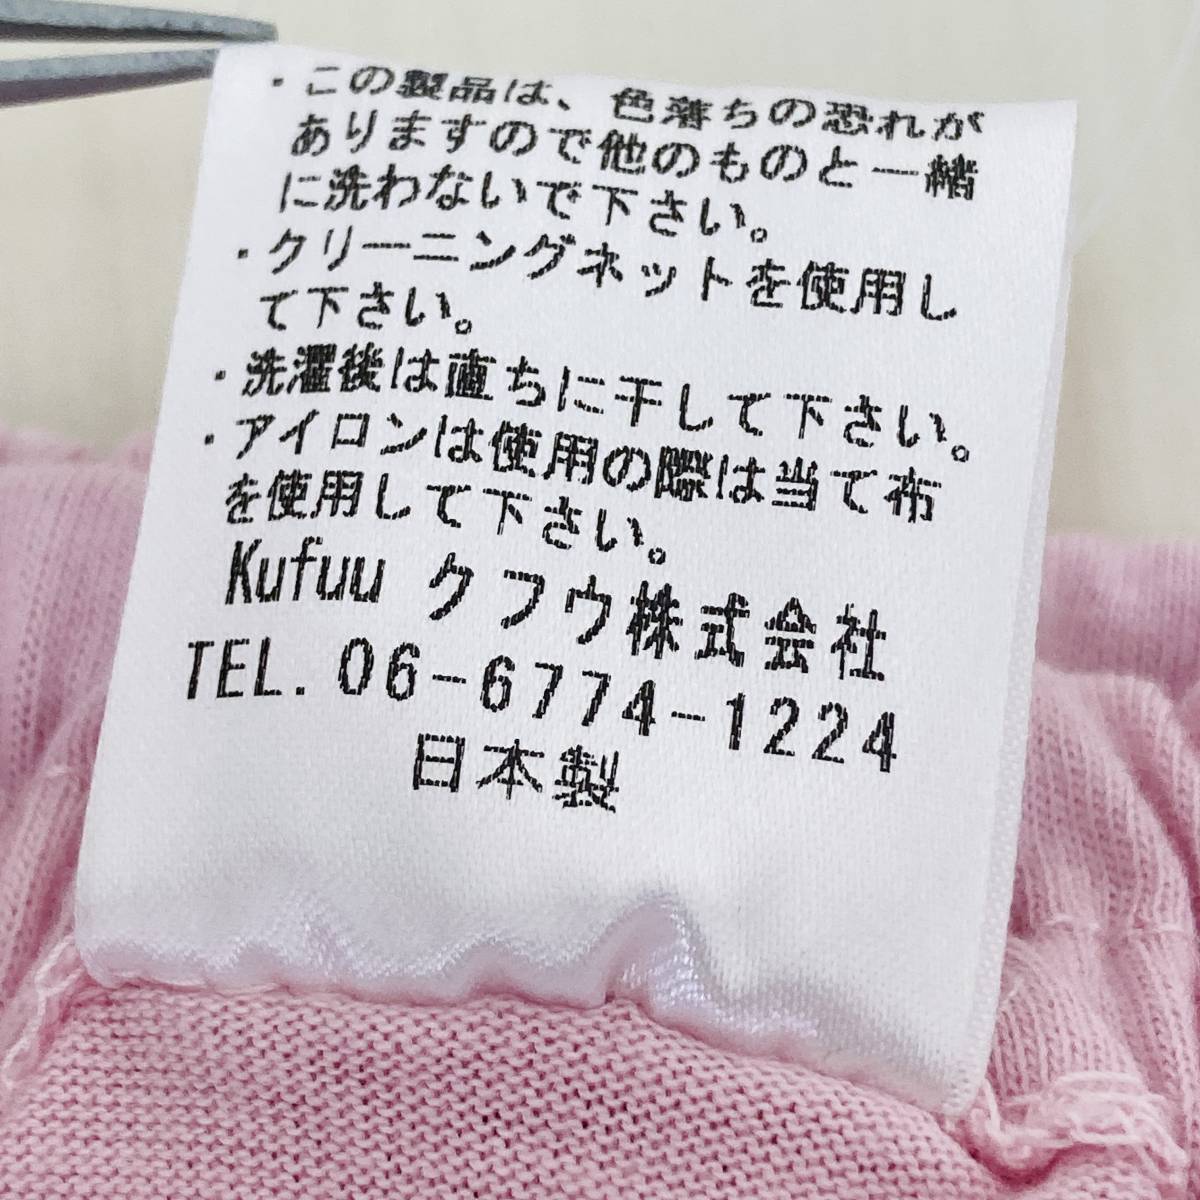 ・この製品は、色落ちの恐れが
ありますので他のものと一緒
に洗わないで下さい。
・クリーニングネットを使用し
て下さい。
・洗濯後は直ちに干して下さい。
・アイロンは使用の際は当て布
を使用して下さい。
Kufuu クフウ株式会社
TEL. 06-6774-1224
日本製